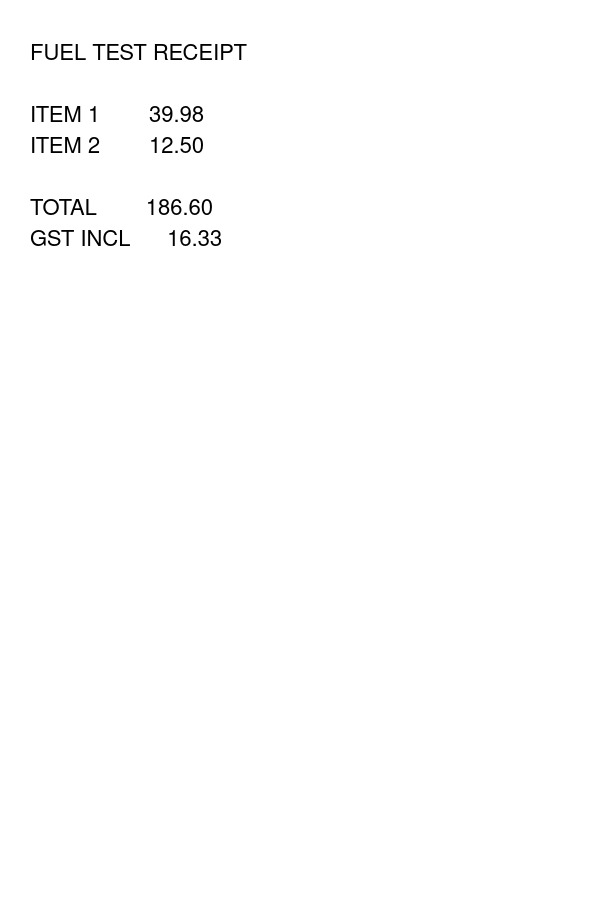 FUEL TEST RECEIPT
ITEM 1 39.98
ITEM 2 12.50
TOTAL 186.60
GST INCL 16.33